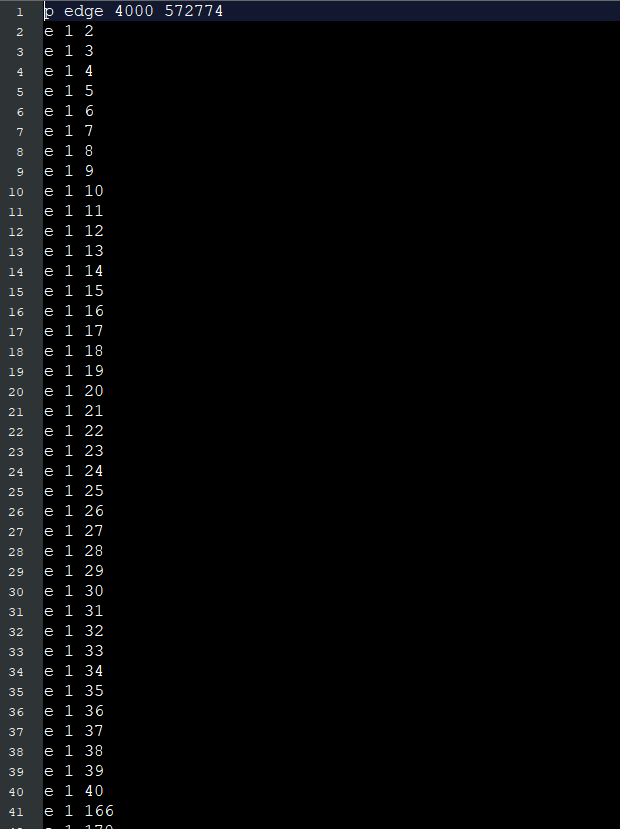 1 p edge 4000 572774
2 e 1 2
3 e 1 3
4 e 1 4
5 e 1 5
6 e 1 6
7 e 1 7
8 e 1 8
9 e 1 9
10 e 1 10
11 e 1 11
12 e 1 12
13 e 1 13
14 e 1 14
15 e 1 15
16 e 1 16
17 e 1 17
18 e 1 18
19 e 1 19
20 e 1 20
21 e 1 21
22 e 1 22
23 e 1 23
24 e 1 24
25 e 1 25
26 e 1 26
27 e 1 27
28 e 1 28
29 e 1 29
30 e 1 30
31 e 1 31
32 e 1 32
33 e 1 33
34 e 1 34
35 e 1 35
36 e 1 36
37 e 1 37
38 e 1 38
39 e 1 39
40 e 1 40
41 e 1 166